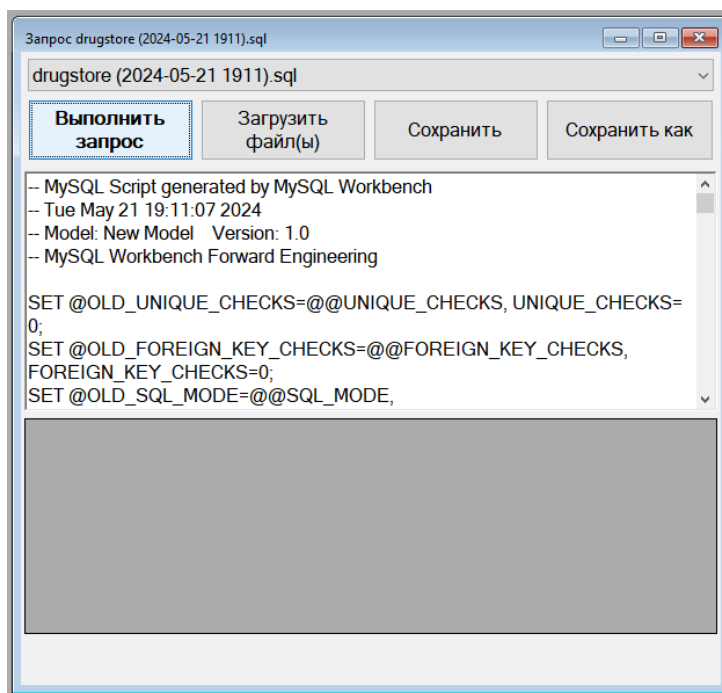 Запрос drugstore (2024-05-21 1911).sql
drugstore (2024-05-21 1911).sql
Выполнить
запрос
Загрузить
файл(ы)
Сохранить
Сохранить как
-- MySQL Script generated by MySQL Workbench
-- Tue May 21 19:11:07 2024
-- Model: New Model    Version: 1.0
-- MySQL Workbench Forward Engineering
SET @OLD_UNIQUE_CHECKS=@@UNIQUE_CHECKS, UNIQUE_CHECKS=
0;
SET @OLD_FOREIGN_KEY_CHECKS=@@FOREIGN_KEY_CHECKS,
FOREIGN_KEY_CHECKS=0;
SET @OLD_SQL_MODE=@@SQL_MODE,